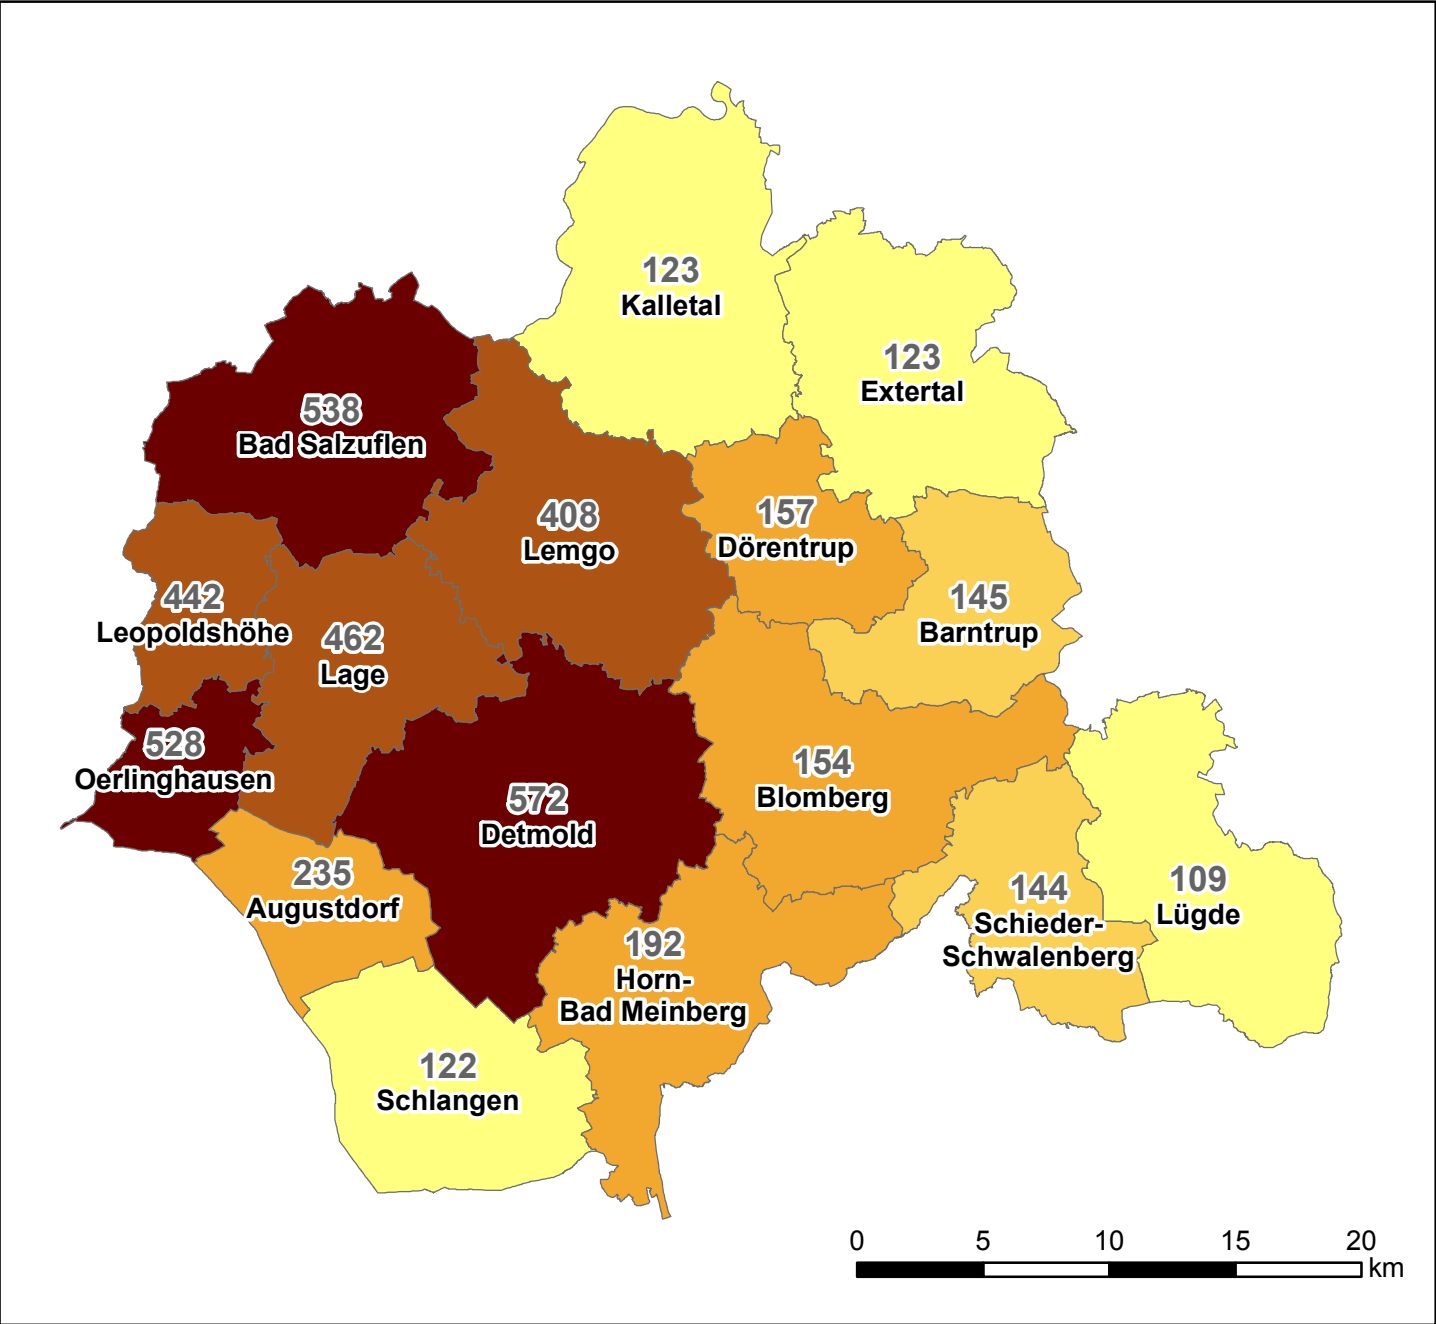 123
Kalletal
123
Extertal
538
Bad Salzuflen
408
Lemgo
157
Dörentrup
442
Leopoldshöhe
462
Lage
145
Barntrup
528
Oerlinghausen
572
Detmold
154
Blomberg
235
Augustdorf
192
Horn-
Bad Meinberg
144
Schieder-
Schwalenberg
109
Lügde
122
Schlangen
0 5 10 15 20
km